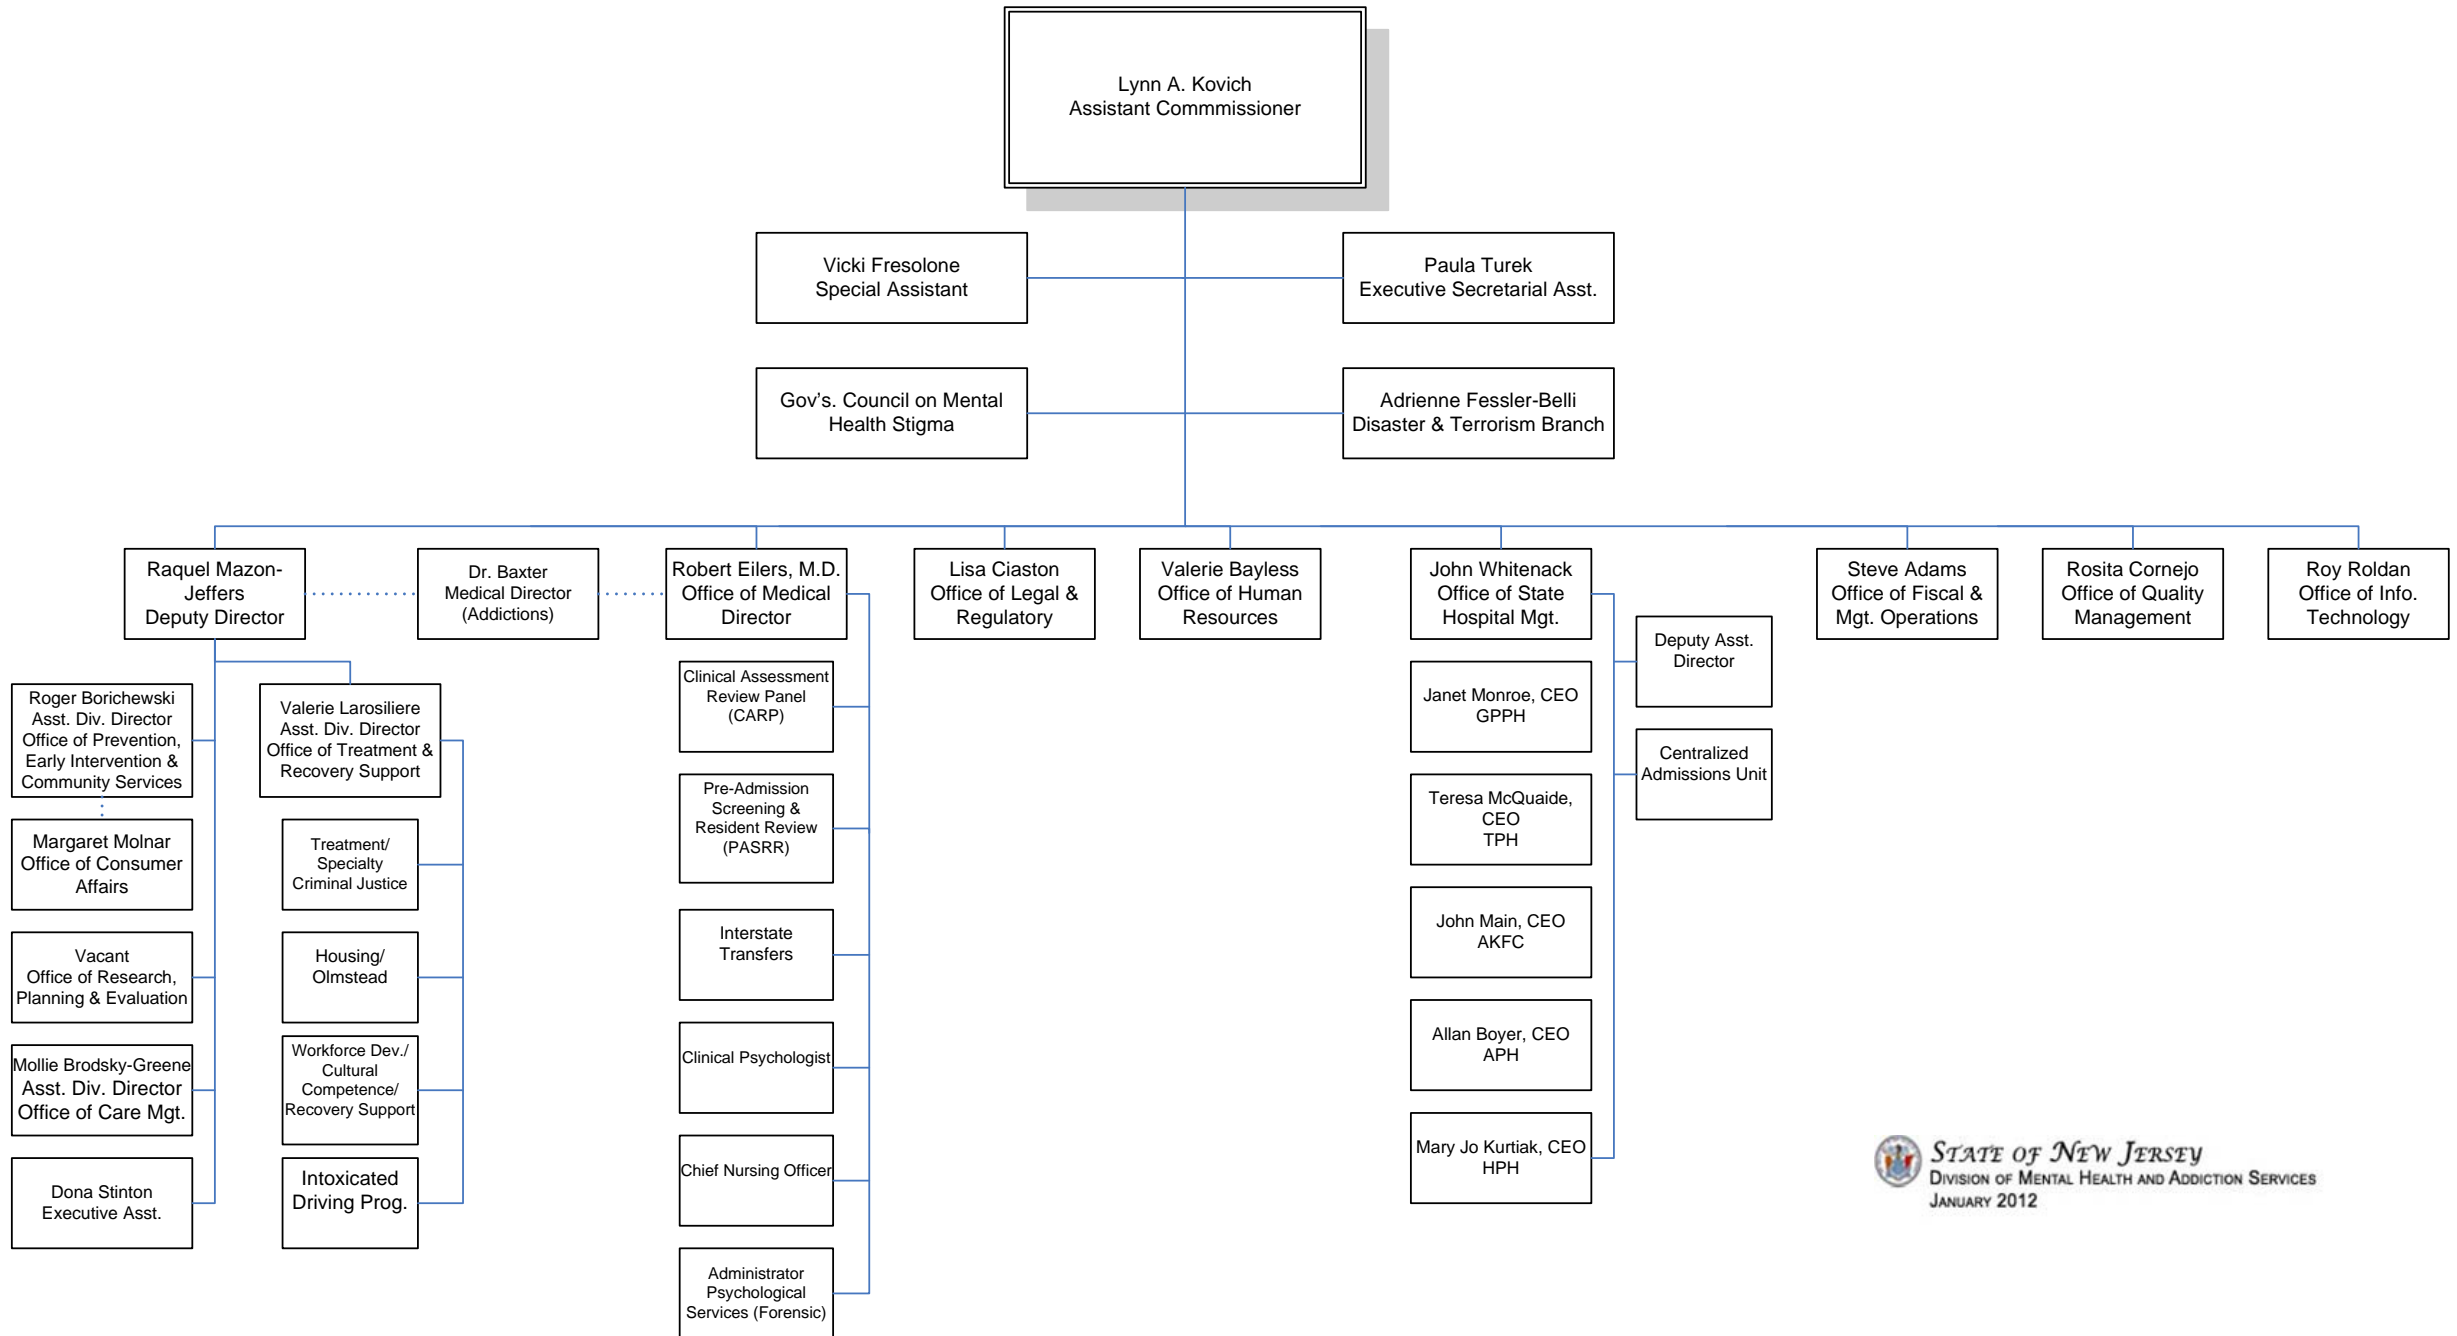 Lynn A. Kovich
Assistant Commmissioner
Vicki Fresolone
Special Assistant
Paula Turek
Executive Secretarial Asst.
Gov's. Council on Mental
Health Stigma
Adrienne Fessler-Belli
Disaster & Terrorism Branch
Raquel Mazon-
Jeffers
Deputy Director
Dr. Baxter
Medical Director
(Addictions)
Robert Eilers, M.D.
Office of Medical
Director
Lisa Ciaston
Office of Legal &
Regulatory
Valerie Bayless
Office of Human
Resources
John Whitenack
Office of State
Hospital Mgt.
Steve Adams
Office of Fiscal &
Mgt. Operations
Rosita Cornejo
Office of Quality
Management
Roy Roldan
Office of Info.
Technology
Roger Borichewski
Asst. Div. Director
Office of Prevention,
Early Intervention &
Community Services
Margaret Molnar
Office of Consumer
Affairs
Vacant
Office of Research,
Planning & Evaluation
Mollie Brodsky-Greene
Asst. Div. Director
Office of Care Mgt.
Dona Stinton
Executive Asst.
Valerie Larosiliere
Asst. Div. Director
Office of Treatment &
Recovery Support
Treatment/
Specialty
Criminal Justice
Housing/
Olmstead
Workforce Dev./
Cultural
Competence/
Recovery Support
Intoxicated
Driving Prog.
Clinical Assessment
Review Panel
(CARP)
Pre-Admission
Screening &
Resident Review
(PASRR)
Interstate
Transfers
Clinical Psychologist
Chief Nursing Officer
Administrator
Psychological
Services (Forensic)
Janet Monroe, CEO
GPPH
Teresa McQuaide,
CEO
TPH
John Main, CEO
AKFC
Allan Boyer, CEO
APH
Mary Jo Kurtiak, CEO
HPH
Deputy Asst.
Director
Centralized
Admissions Unit
STATE OF NEW JERSEY
DIVISION OF MENTAL HEALTH AND ADDICTION SERVICES
JANUARY 2012